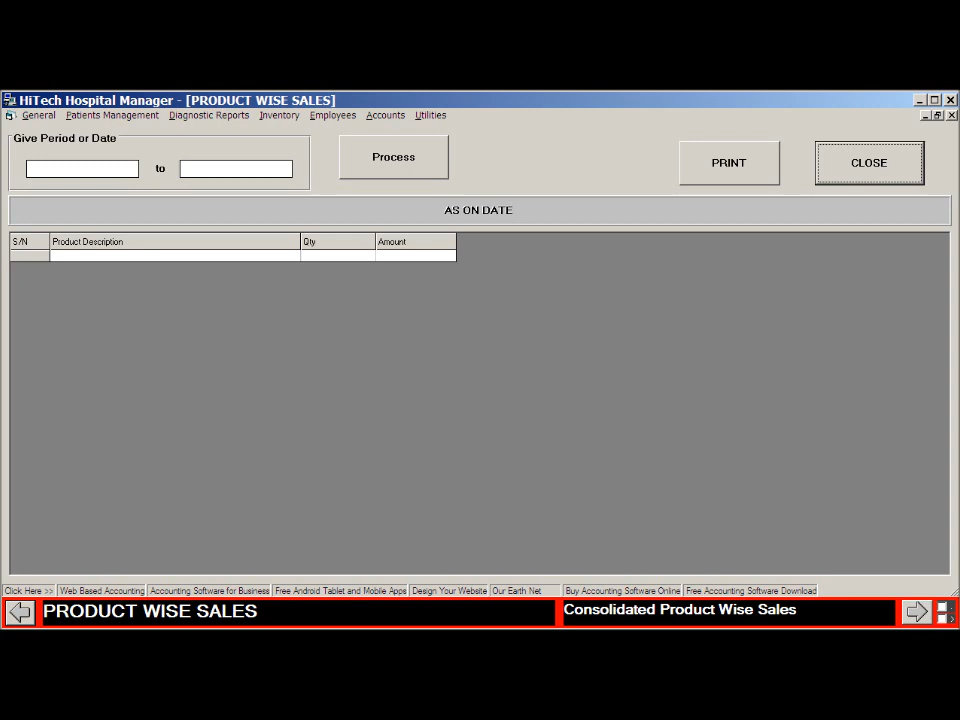 HiTech Hospital Manager - [PRODUCT WISE SALES]
General Patients Management Diagnostic Reports Inventory Employees Accounts Utilities
Give Period or Date
to
Process
PRINT
CLOSE
AS ON DATE
S/N Product Description Qty Amount
Click Here >> Web Based Accounting Accounting Software for Business Free Android Tablet and Mobile Apps Design Your Website Our Earth Net Buy Accounting Software Online Free Accounting Software Download
PRODUCT WISE SALES
Consolidated Product Wise Sales